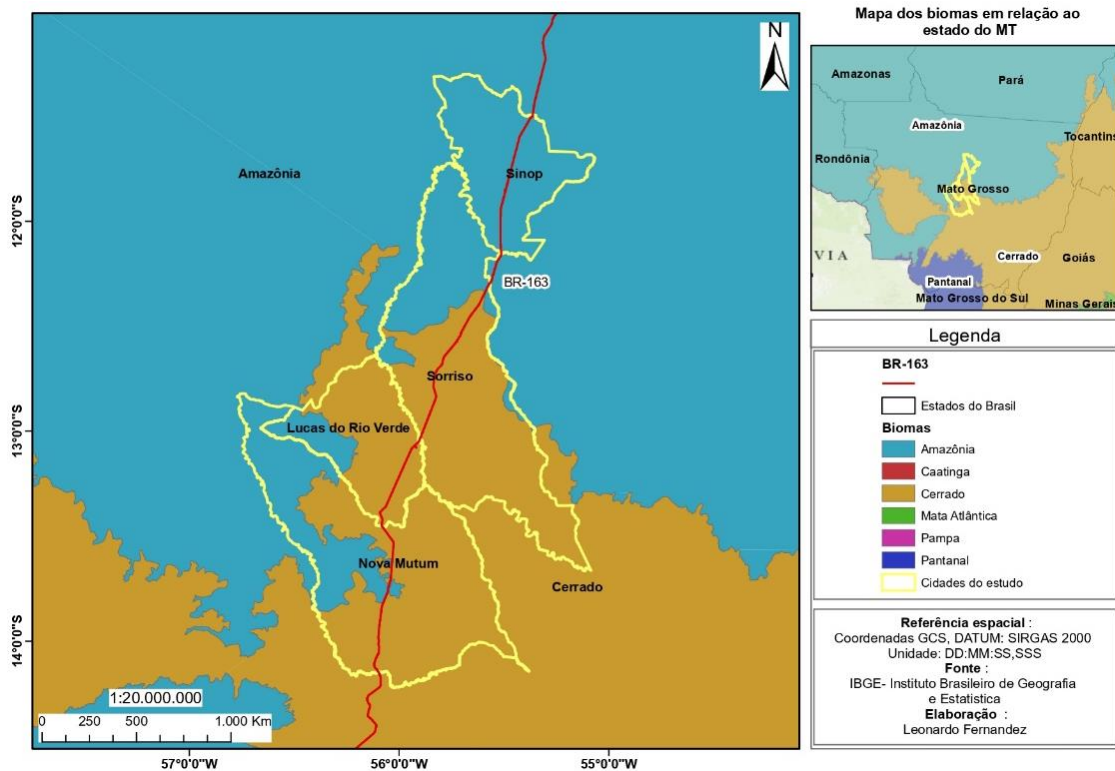 N
Amazônia
Sinop
BR-163
Sorriso
Lucas do Rio Verde
Nova Mutum
Cerrado
1:20.000.000
0 250 500 1.000 Km
12°0'0"S
13°0'0"S
14°0'0"S
57°0'0"W
56°0'0"W
55°0'0"W
Mapa dos biomas em relação ao
estado do MT
Amazonas
Pará
Amazônia
Tocantins
Rondônia
Mato Grosso
VIA
Cerrado
Goiás
Pantanal
Mato Grosso do Sul
Minas Gerais
Legenda
BR-163
Estados do Brasil
Biomas
Amazônia
Caatinga
Cerrado
Mata Atlântica
Pampa
Pantanal
Cidades do estudo
Referência espacial :
Coordenadas GCS, DATUM: SIRGAS 2000
Unidade: DD:MM:SS,SSS
Fonte :
IBGE- Instituto Brasileiro de Geografia
e Estatistica
Elaboração :
Leonardo Fernandez